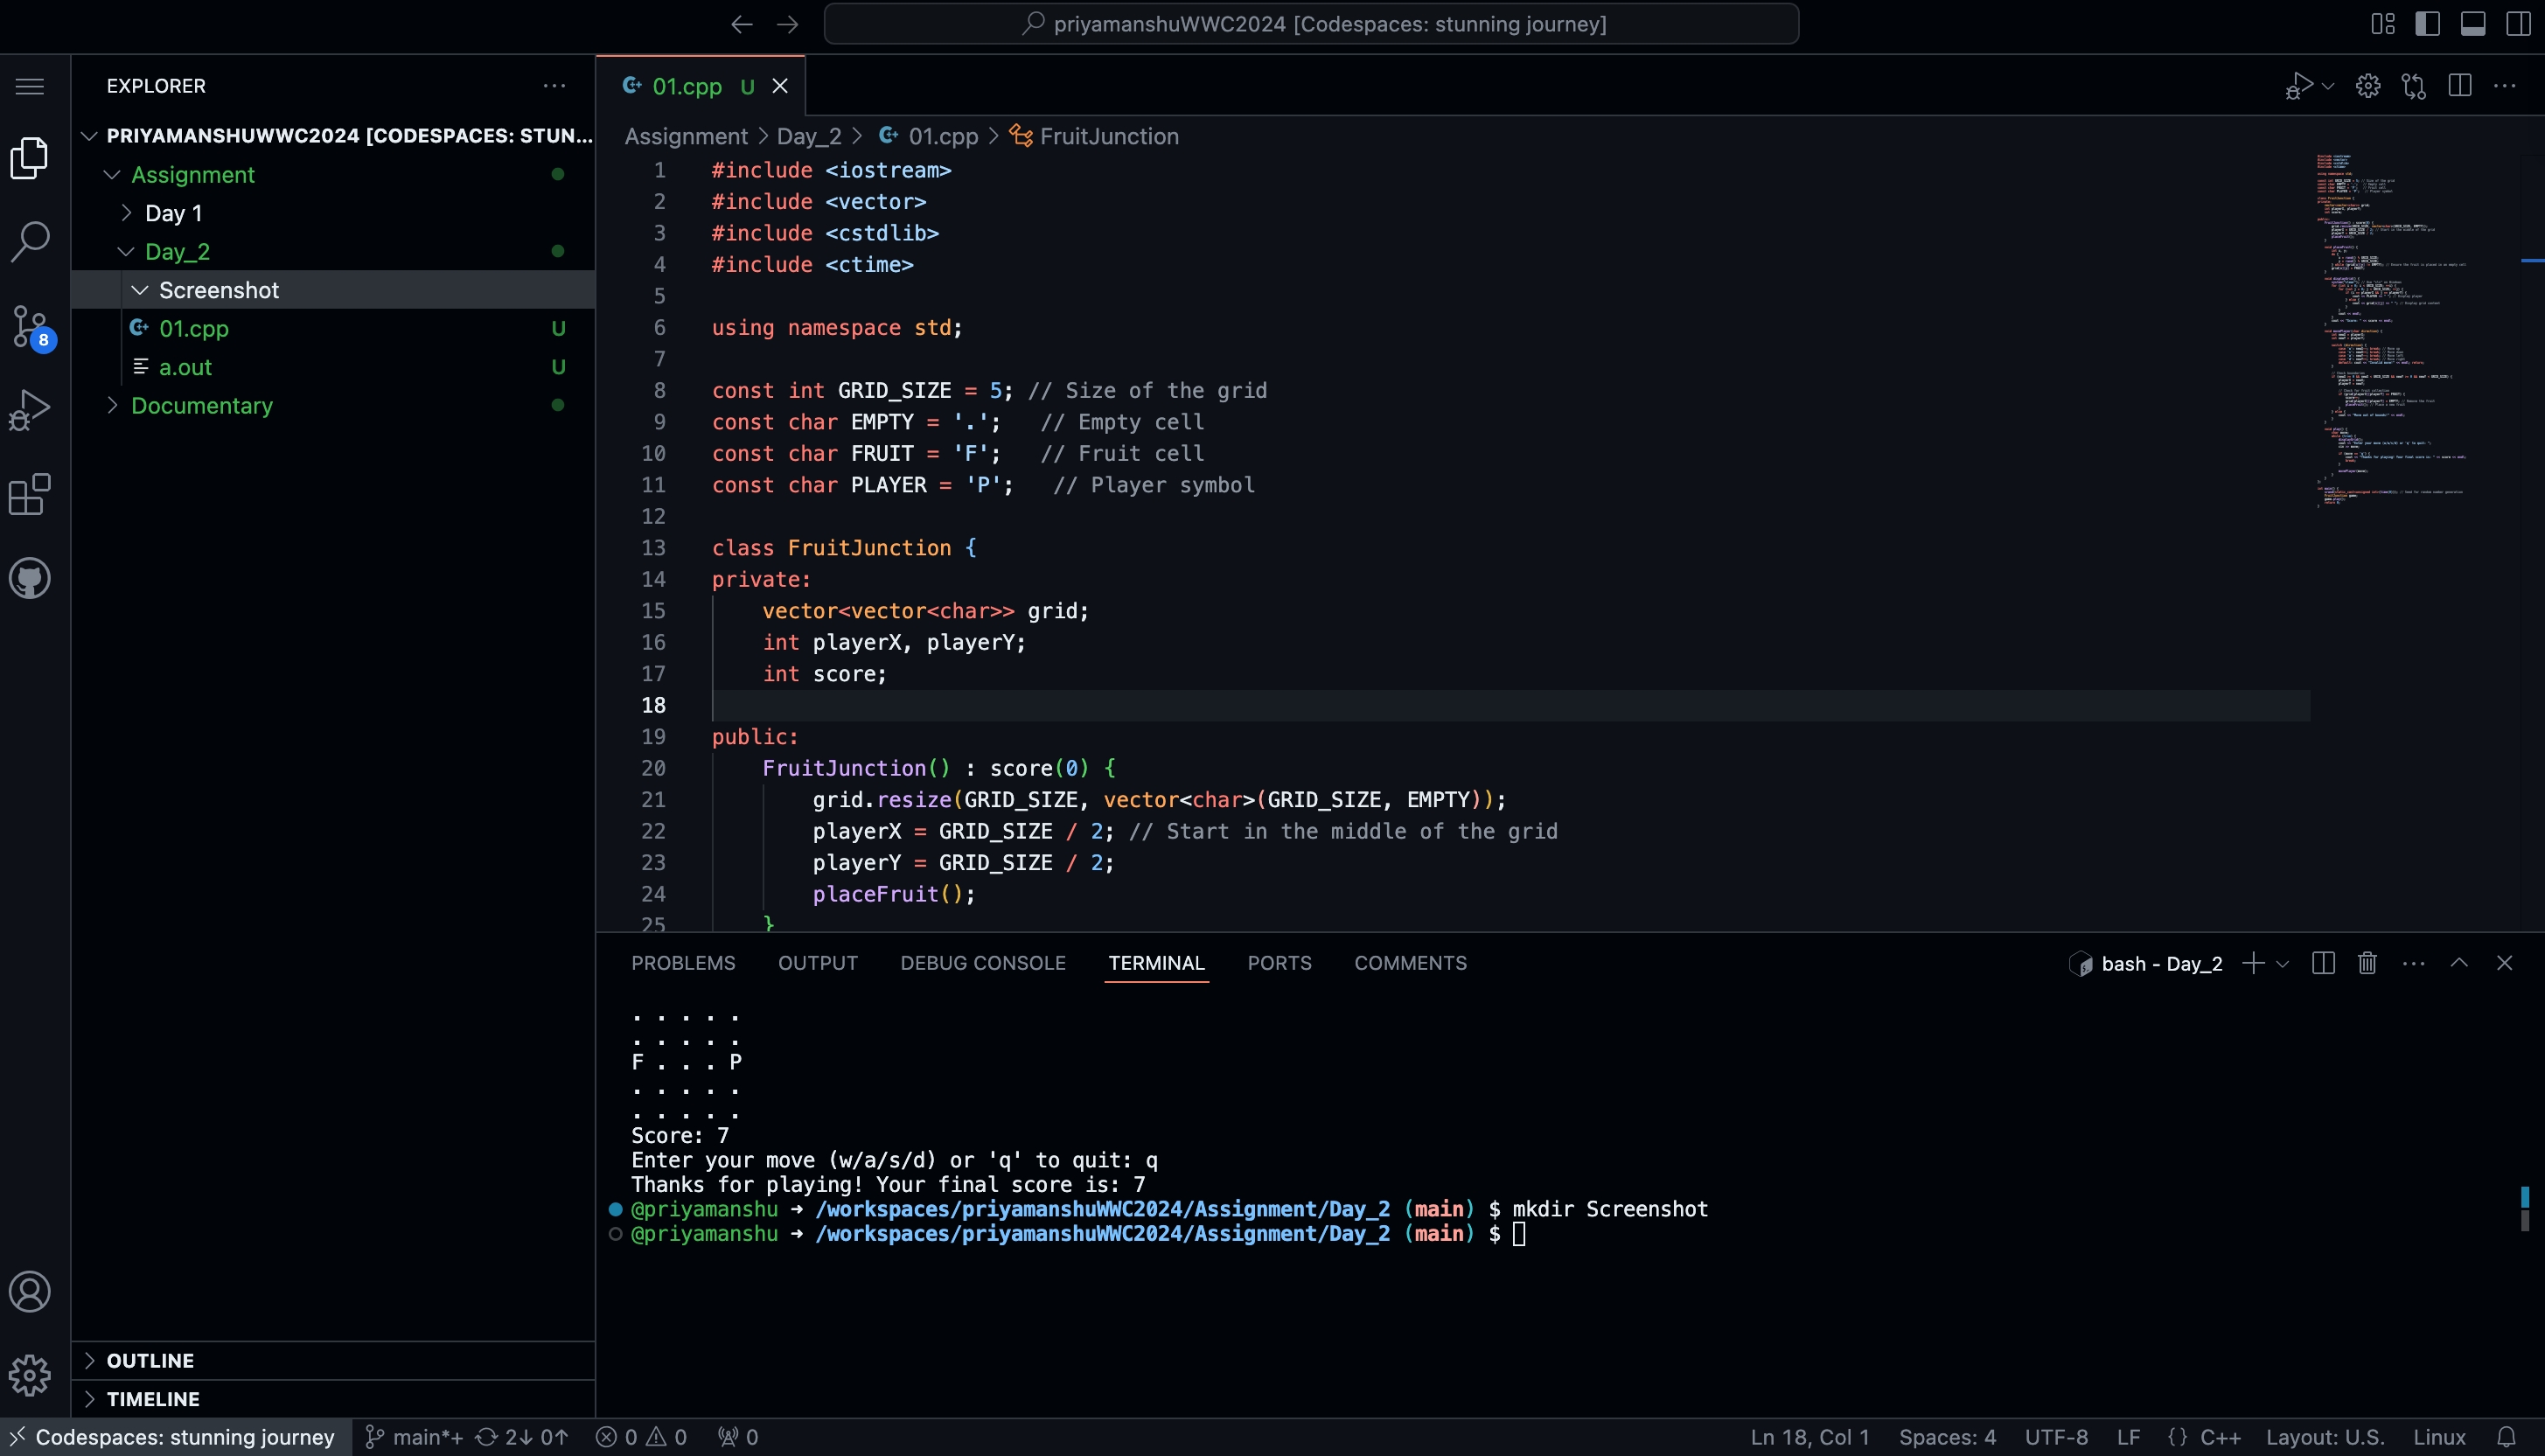 priyamanshuWWC2024 [Codespaces: stunning journey]
EXPLORER
PRIYAMANSHUWWC2024 [CODESPACES: STUN...
Assignment
Day 1
Day_2
Screenshot
01.cpp U
a.out U
Documentary
OUTLINE
TIMELINE
01.cpp U
Assignment > Day_2 > 01.cpp > FruitJunction
1 #include <iostream>
2 #include <vector>
3 #include <cstdlib>
4 #include <ctime>
5
6 using namespace std;
7
8 const int GRID_SIZE = 5; // Size of the grid
9 const char EMPTY = '.';   // Empty cell
10 const char FRUIT = 'F';   // Fruit cell
11 const char PLAYER = 'P';   // Player symbol
12
13 class FruitJunction {
14 private:
15     vector<vector<char>> grid;
16     int playerX, playerY;
17     int score;
18
19 public:
20     FruitJunction() : score(0) {
21         grid.resize(GRID_SIZE, vector<char>(GRID_SIZE, EMPTY));
22         playerX = GRID_SIZE / 2; // Start in the middle of the grid
23         playerY = GRID_SIZE / 2;
24         placeFruit();
25     }
PROBLEMS OUTPUT DEBUG CONSOLE TERMINAL PORTS COMMENTS
bash - Day_2
. . . . .
. . . . .
F . . . P
. . . . .
. . . . .
Score: 7
Enter your move (w/a/s/d) or 'q' to quit: q
Thanks for playing! Your final score is: 7
@priyamanshu ➜ /workspaces/priyamanshuWWC2024/Assignment/Day_2 (main) $ mkdir Screenshot
@priyamanshu ➜ /workspaces/priyamanshuWWC2024/Assignment/Day_2 (main) $
8
Codespaces: stunning journey main*+ 2↓ 0↑ 0 0 0
Ln 18, Col 1 Spaces: 4 UTF-8 LF {} C++ Layout: U.S. Linux